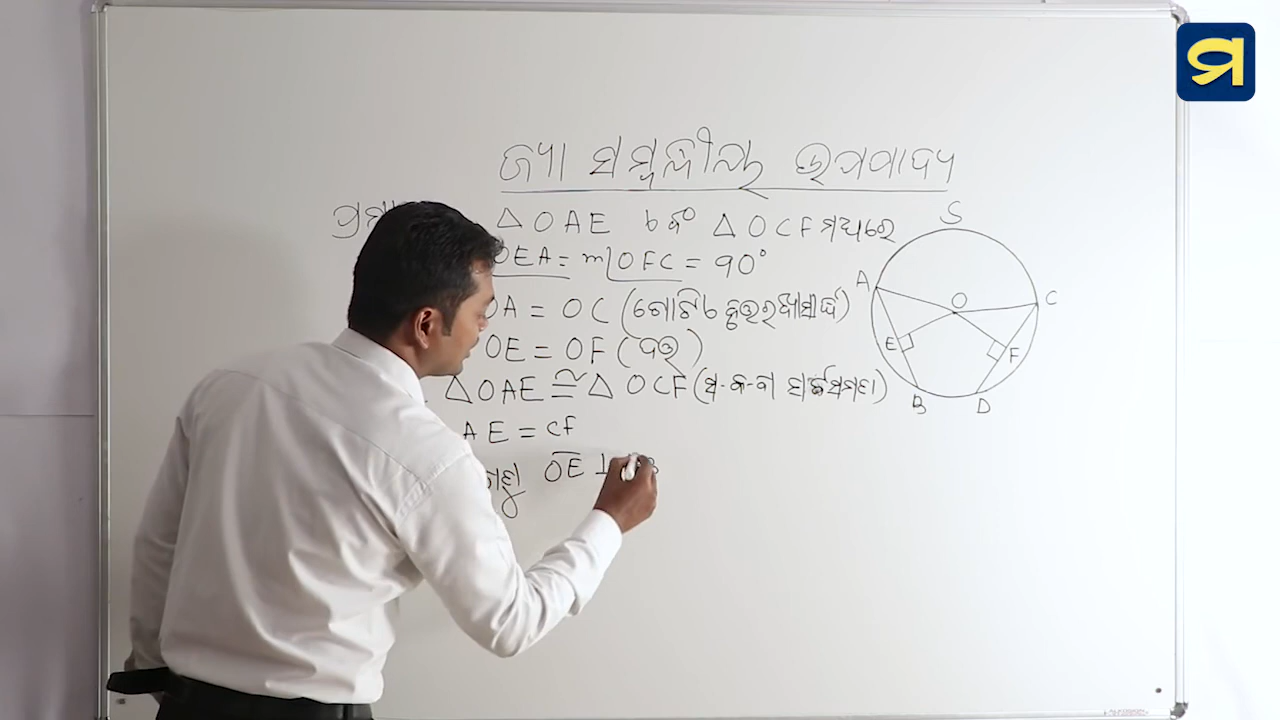 ମ
ଜ୍ୟା ସମ୍ବନ୍ଧୀୟ ଉପପାଦ୍ୟ
△ OAE ଏବଂ △ OCF ମଧ୍ୟରେ
OEA = m∠OFC = 90°
OA = OC (ଗୋଟିଏ ବୃତ୍ତର ବ୍ୟାସାର୍ଦ୍ଧ)
OE = OF (ଦତ୍ତ)
△OAE ≅ △ OCF (ସ-କ-ବା ସର୍ବସମତା)
AE = CF
OE ⊥
S
A
O
C
E
F
B
D